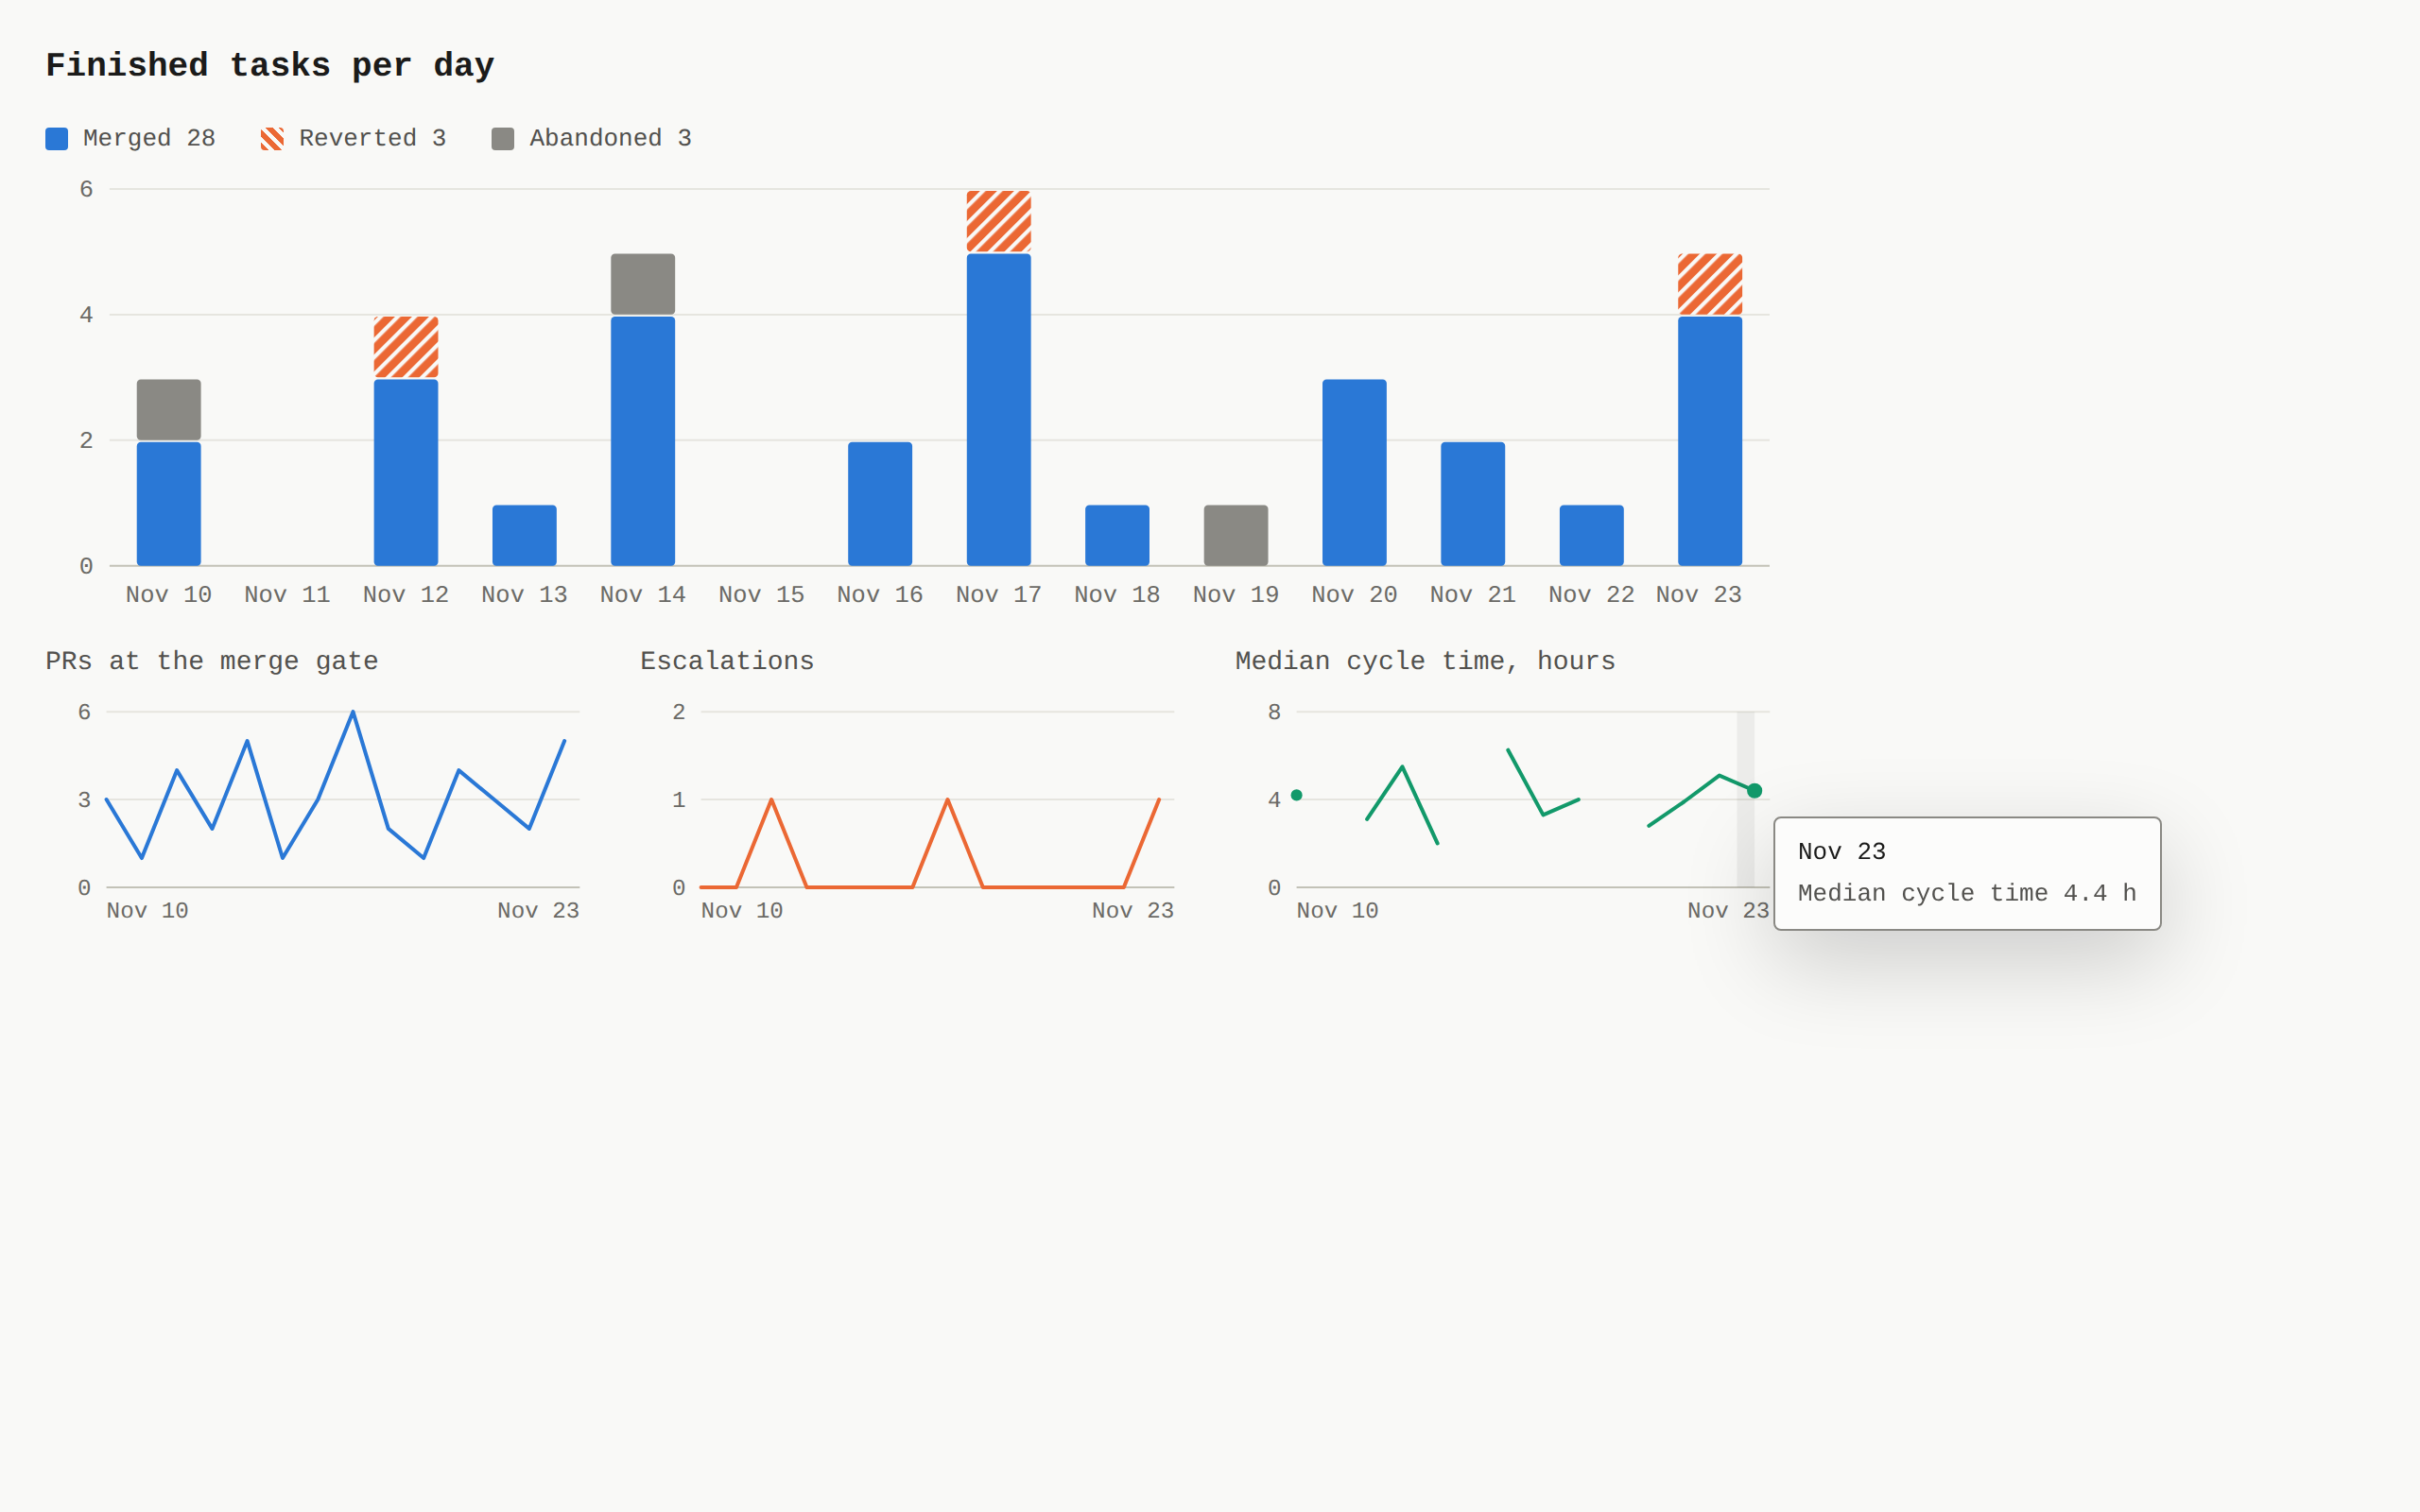 Finished tasks per day
Merged 28 Reverted 3 Abandoned 3
6
4
2
0
Nov 10 Nov 11 Nov 12 Nov 13 Nov 14 Nov 15 Nov 16 Nov 17 Nov 18 Nov 19 Nov 20 Nov 21 Nov 22 Nov 23
PRs at the merge gate
6
3
0
Nov 10 Nov 23
Escalations
2
1
0
Nov 10 Nov 23
Median cycle time, hours
8
4
0
Nov 10 Nov 23
Nov 23
Median cycle time 4.4 h